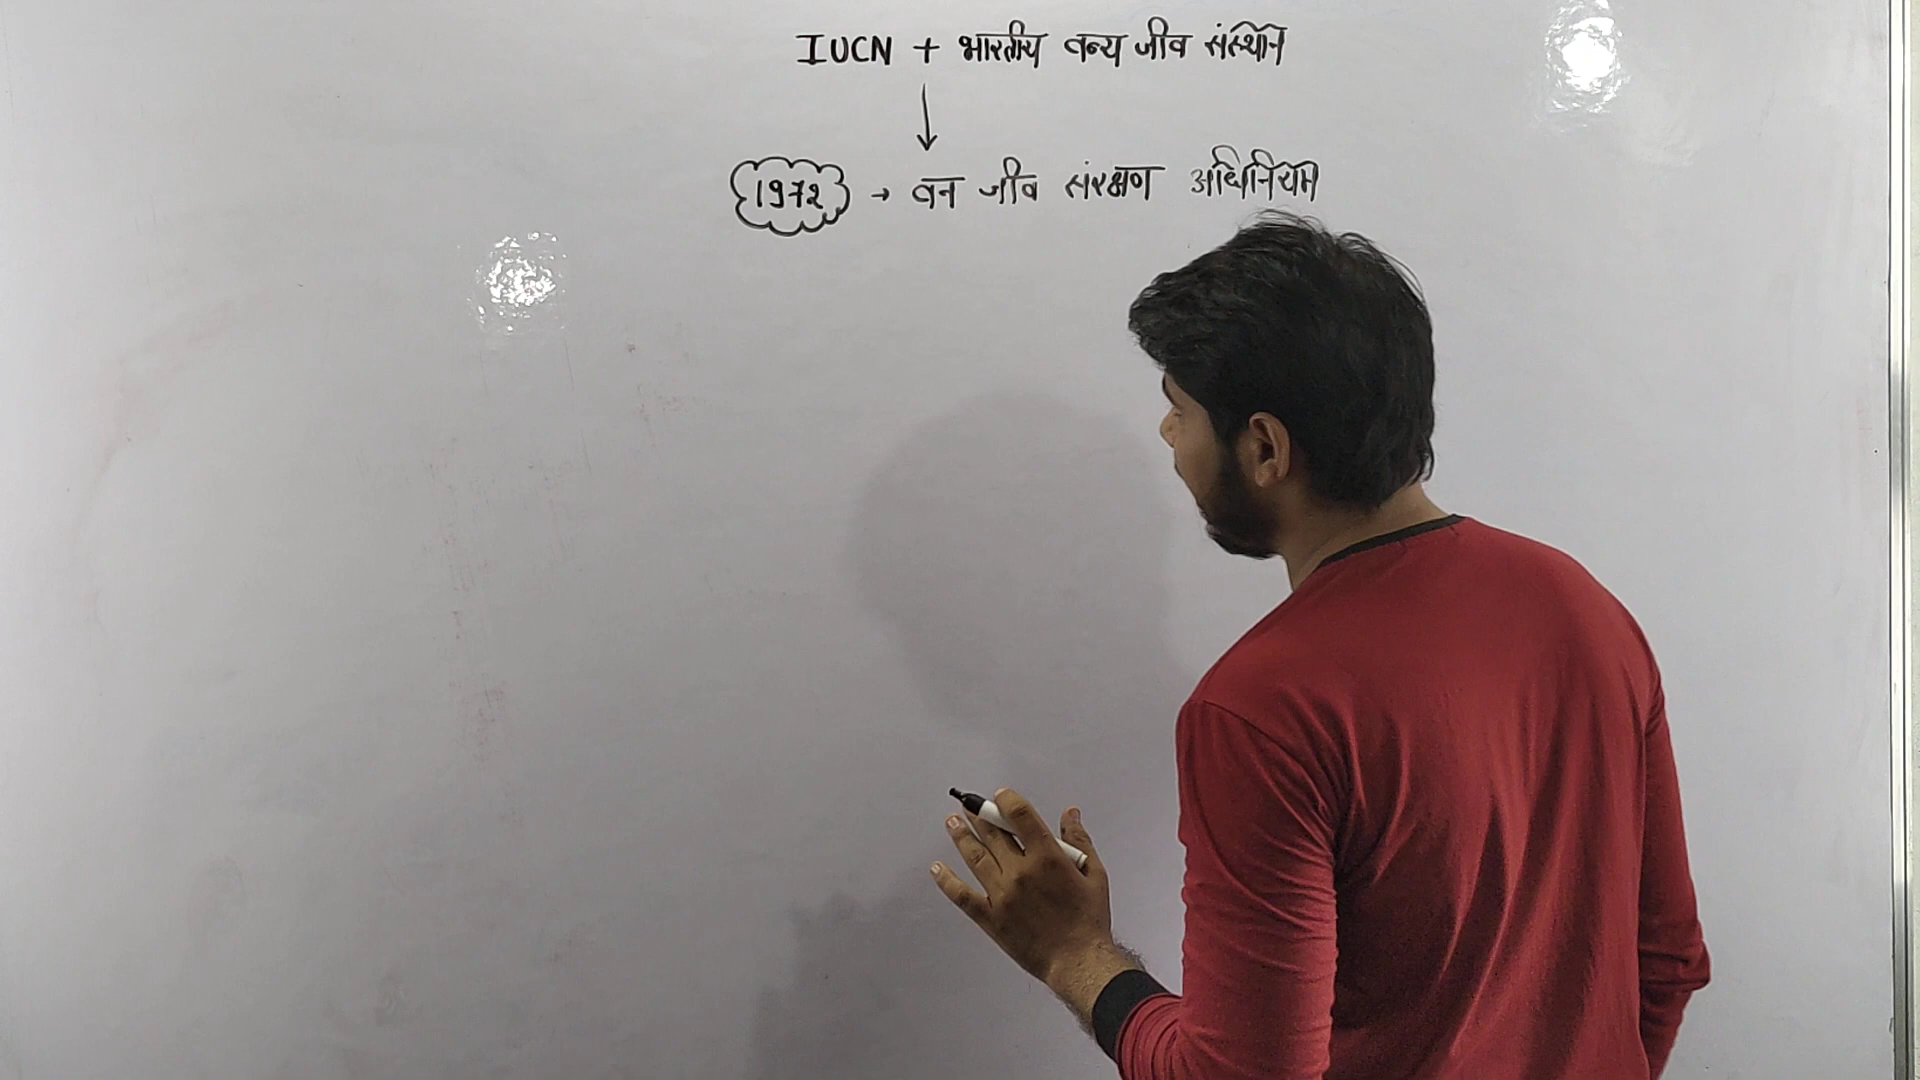 IUCN + भारतीय वन्य जीव संस्थान
1972 → वन जीव संरक्षण अधिनियम